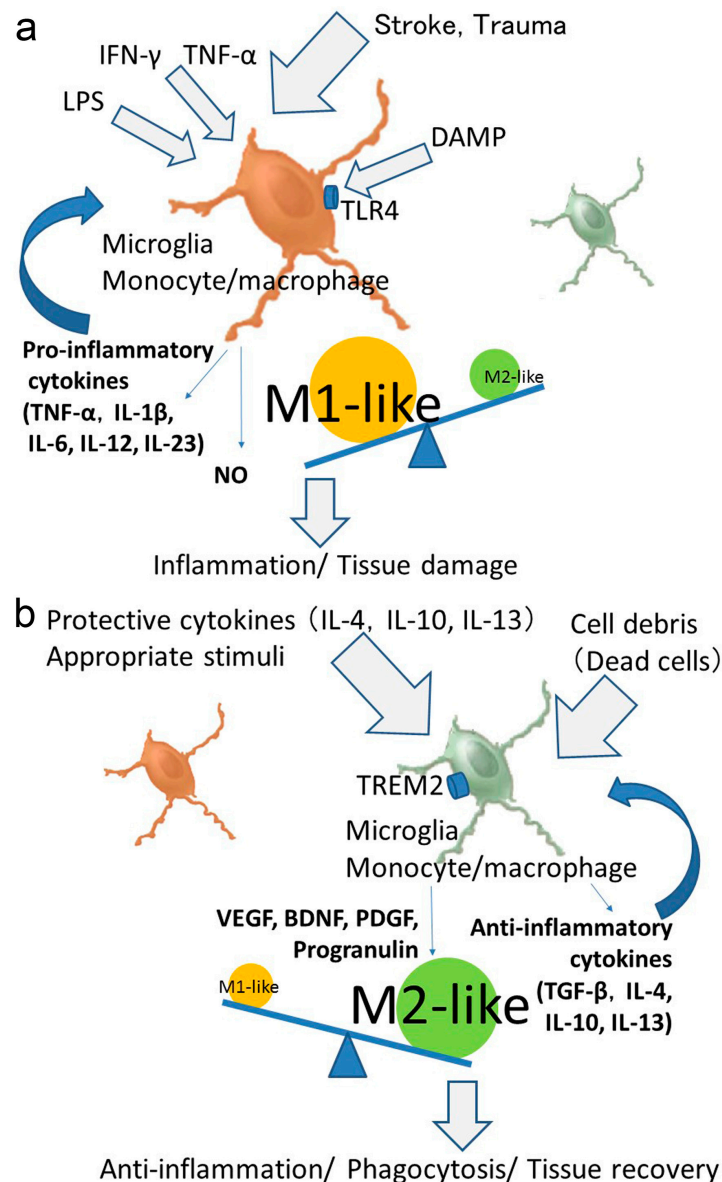 a
Stroke, Trauma
IFN-γ TNF-α
LPS
DAMP
TLR4
Microglia
Monocyte/macrophage
Pro-inflammatory
cytokines
(TNF-α, IL-1β,
IL-6, IL-12, IL-23)
NO
M1-like
M2-like
Inflammation/ Tissue damage
b
Protective cytokines (IL-4, IL-10, IL-13)
Appropriate stimuli
Cell debris
(Dead cells)
TREM2
Microglia
Monocyte/macrophage
VEGF, BDNF, PDGF,
Progranulin
Anti-inflammatory
cytokines
(TGF-β, IL-4,
IL-10, IL-13)
M1-like
M2-like
Anti-inflammation/ Phagocytosis/ Tissue recovery